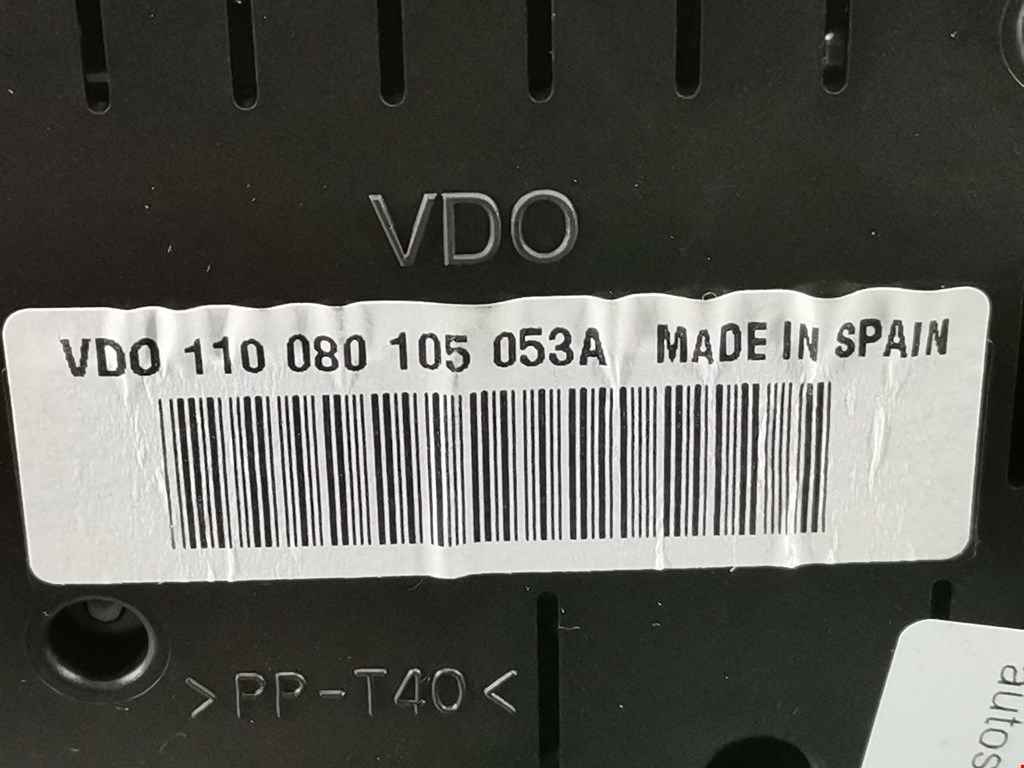 VDO
VDO 110 080 105 053A MADE IN SPAIN
>PP-T40<
autos